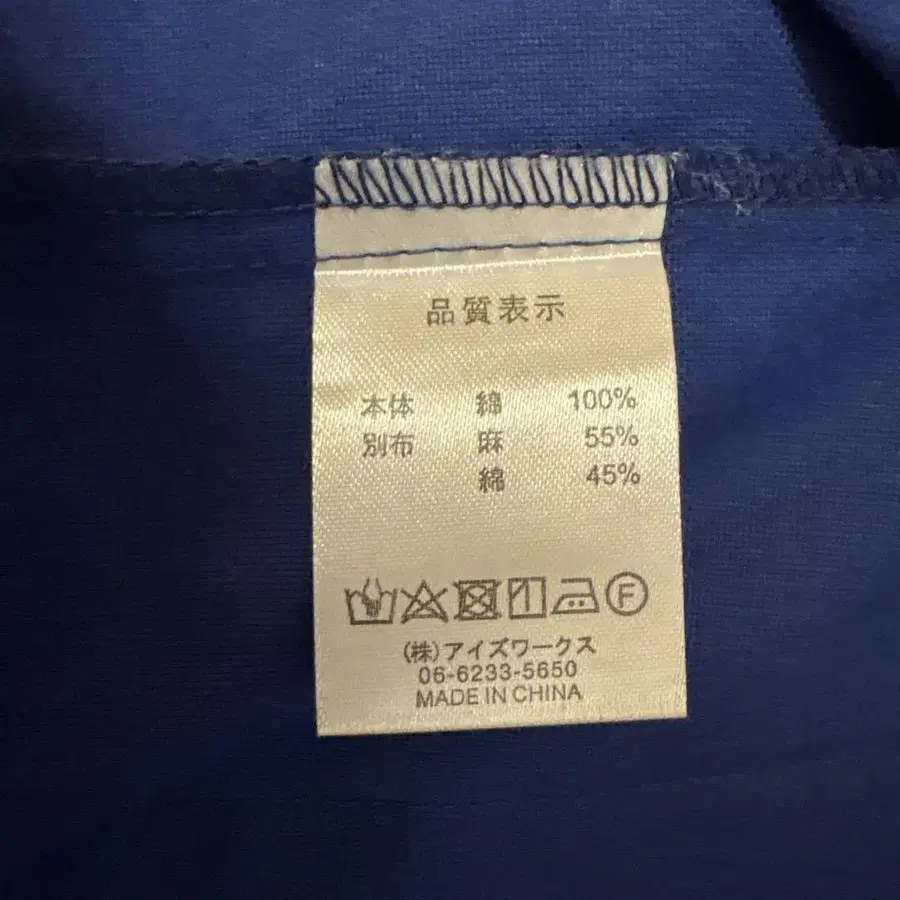 品質表示
本体 綿 100%
別布 麻 55%
綿 45%
F
(株)アイズワークス
06-6233-5650
MADE IN CHINA